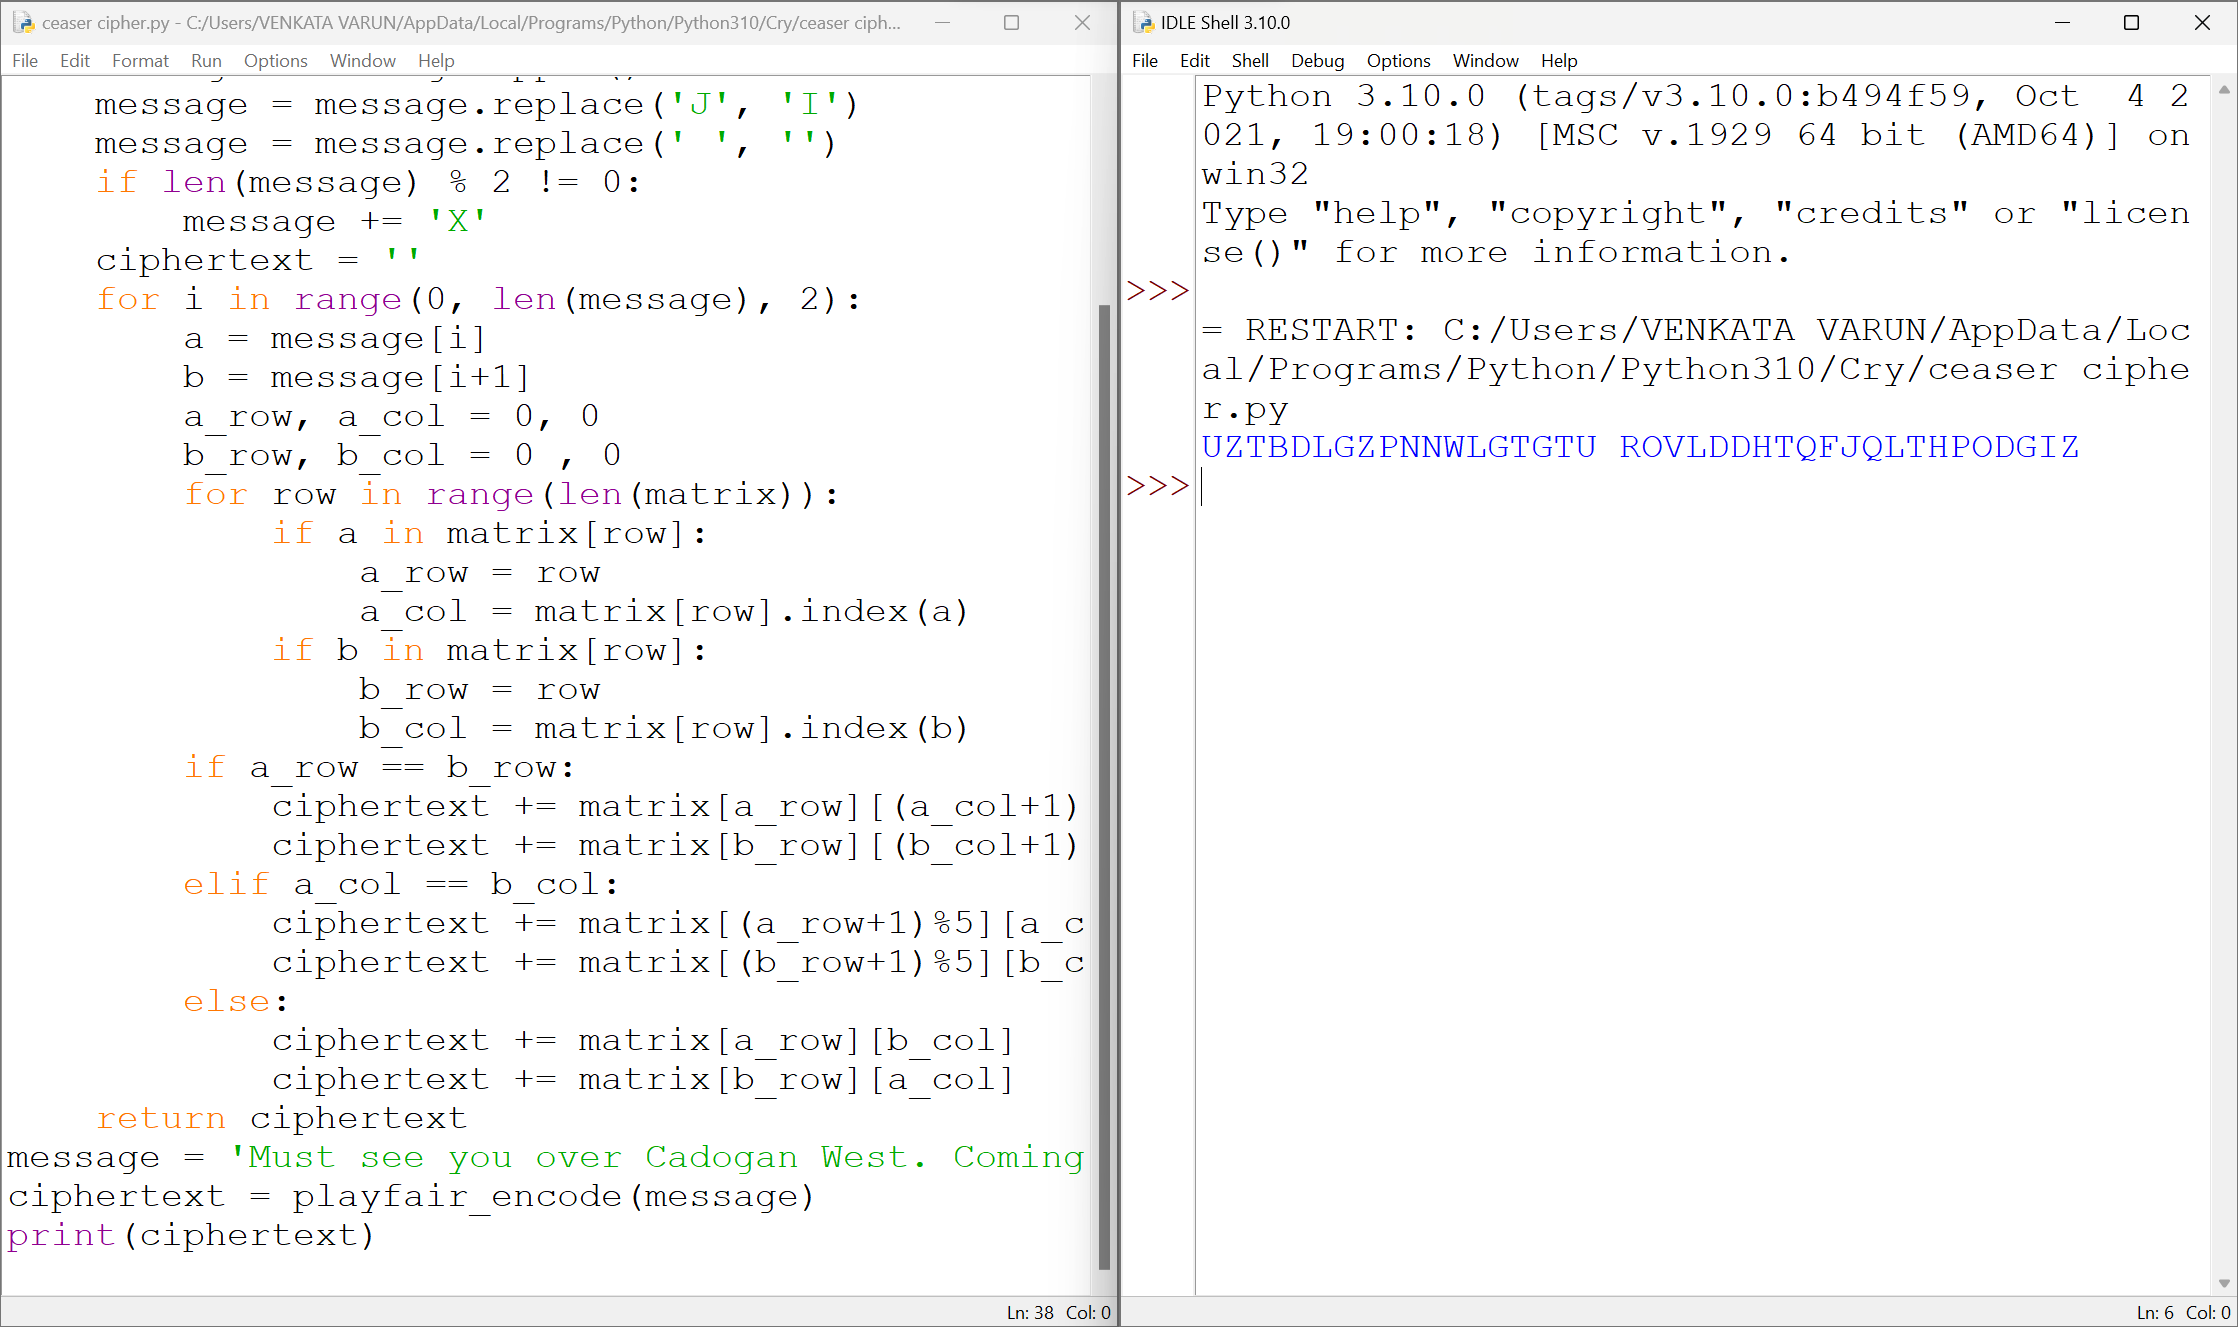 ceaser cipher.py - C:/Users/VENKATA VARUN/AppData/Local/Programs/Python/Python310/Cry/ceaser ciph...
File Edit Format Run Options Window Help
message = message.replace('J', 'I')
message = message.replace(' ', '')
if len(message) % 2 != 0:
message += 'X'
ciphertext = ''
for i in range(0, len(message), 2):
a = message[i]
b = message[i+1]
a_row, a_col = 0, 0
b_row, b_col = 0 , 0
for row in range(len(matrix)):
if a in matrix[row]:
a_row = row
a_col = matrix[row].index(a)
if b in matrix[row]:
b_row = row
b_col = matrix[row].index(b)
if a_row == b_row:
ciphertext += matrix[a_row][(a_col+1)
ciphertext += matrix[b_row][(b_col+1)
elif a_col == b_col:
ciphertext += matrix[(a_row+1)%5][a_c
ciphertext += matrix[(b_row+1)%5][b_c
else:
ciphertext += matrix[a_row][b_col]
ciphertext += matrix[b_row][a_col]
return ciphertext
message = 'Must see you over Cadogan West. Coming
ciphertext = playfair_encode(message)
print(ciphertext)
Ln: 38 Col: 0
IDLE Shell 3.10.0
File Edit Shell Debug Options Window Help
Python 3.10.0 (tags/v3.10.0:b494f59, Oct  4 2
021, 19:00:18) [MSC v.1929 64 bit (AMD64)] on
win32
Type "help", "copyright", "credits" or "licen
se()" for more information.
>>>
= RESTART: C:/Users/VENKATA VARUN/AppData/Loc
al/Programs/Python/Python310/Cry/ceaser ciphe
r.py
UZTBDLGZPNNWLGTGTU ROVLDDHTQFJQLTHPODGIZ
>>>
Ln: 6 Col: 0